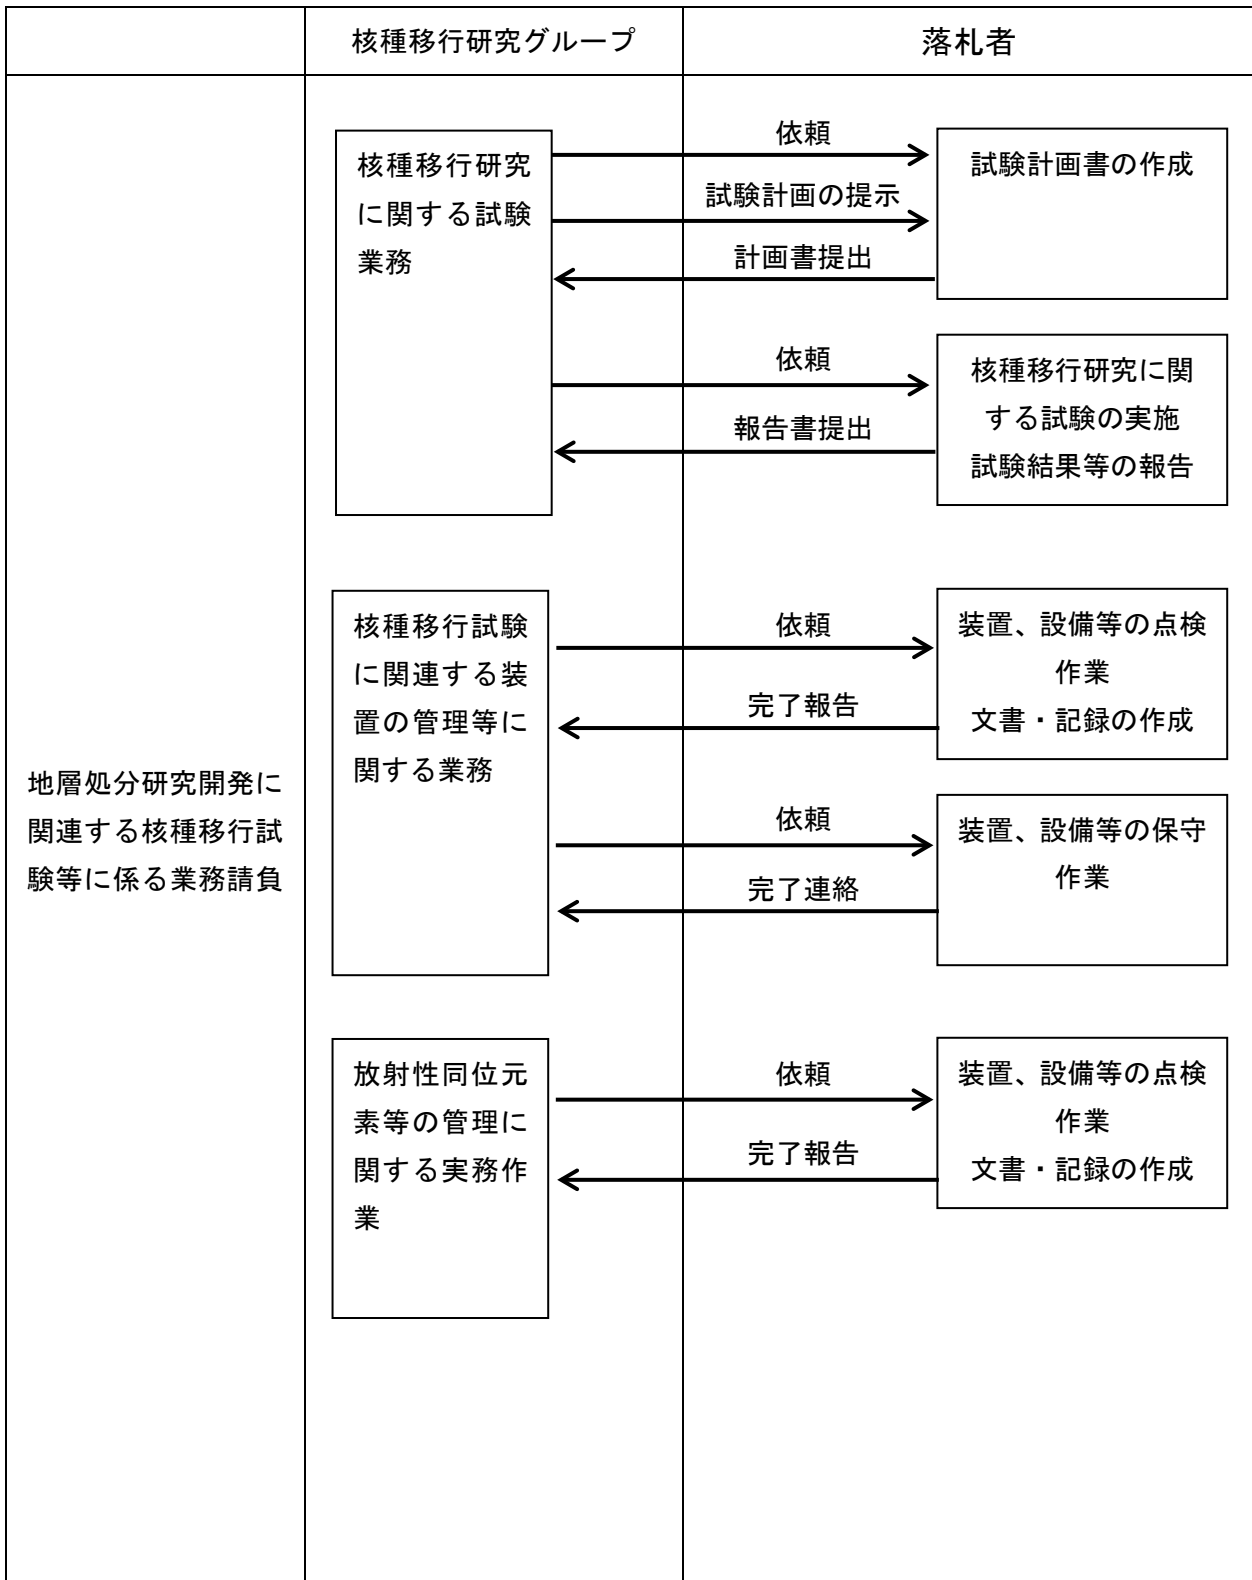 核種移行研究グループ
落札者
地層処分研究開発に
関連する核種移行試
験等に係る業務請負
核種移行研究
に関する試験
業務
依頼
試験計画の提示
計画書提出
試験計画書の作成
依頼
報告書提出
核種移行研究に関
する試験の実施
試験結果等の報告
核種移行試験
に関連する装
置の管理等に
関する業務
依頼
完了報告
装置、設備等の点検
作業
文書・記録の作成
依頼
完了連絡
装置、設備等の保守
作業
放射性同位元
素等の管理に
関する実務作
業
依頼
完了報告
装置、設備等の点検
作業
文書・記録の作成